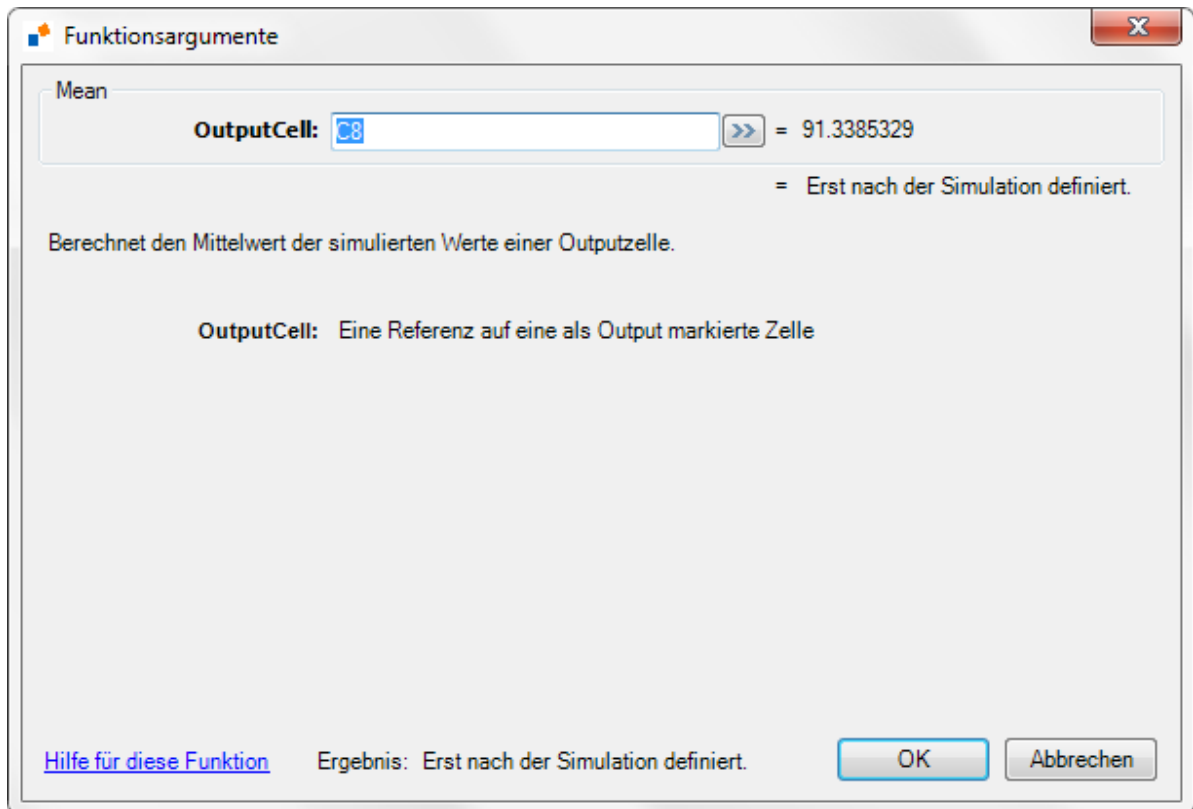 Funktionsargumente
Mean
OutputCell: C8 >> = 91.3385329
= Erst nach der Simulation definiert.
Berechnet den Mittelwert der simulierten Werte einer Outputzelle.
OutputCell: Eine Referenz auf eine als Output markierte Zelle
Hilfe für diese Funktion Ergebnis: Erst nach der Simulation definiert. OK Abbrechen